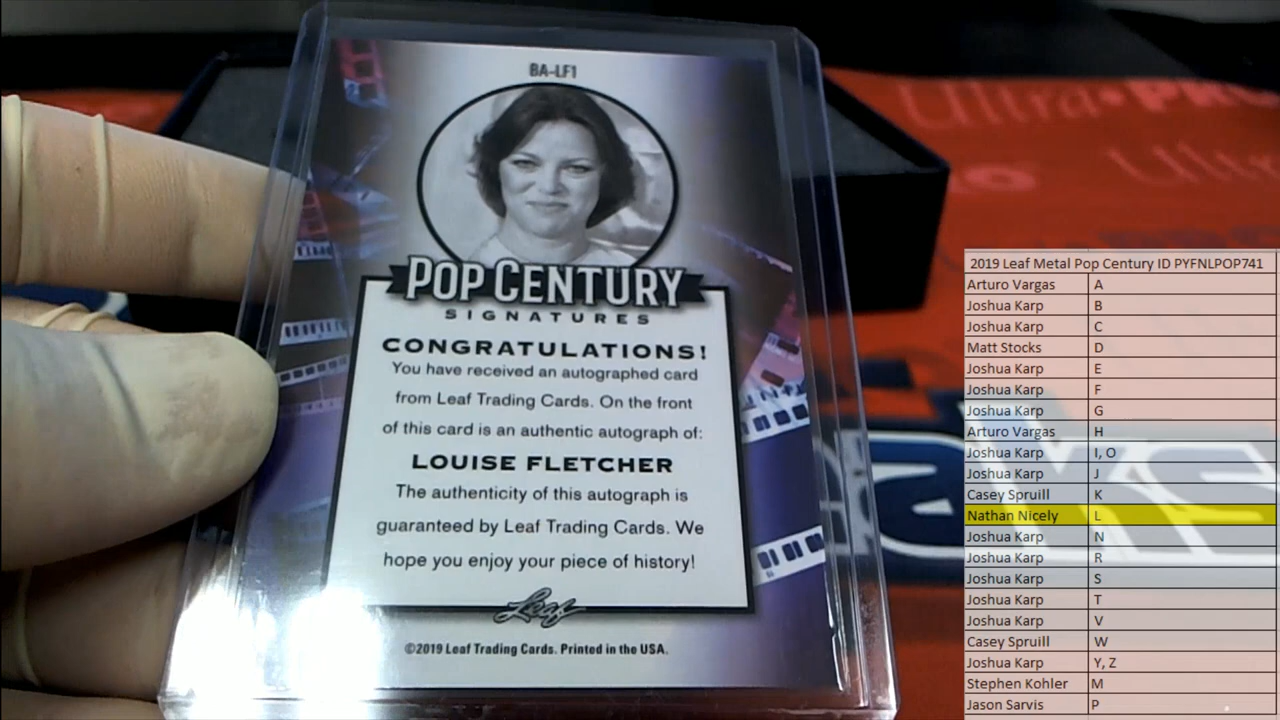 BA-LF1
POP CENTURY
SIGNATURES
CONGRATULATIONS!
You have received an autographed card
from Leaf Trading Cards. On the front
of this card is an authentic autograph of:
LOUISE FLETCHER
The authenticity of this autograph is
guaranteed by Leaf Trading Cards. We
hope you enjoy your piece of history!
Leaf
©2019 Leaf Trading Cards. Printed in the USA.
Ultra•PRO
Ultr
2019 Leaf Metal Pop Century ID PYFNLPOP741
Arturo Vargas A
Joshua Karp B
Joshua Karp C
Matt Stocks D
Joshua Karp E
Joshua Karp F
Joshua Karp G
Arturo Vargas H
Joshua Karp I, O
Joshua Karp J
Casey Spruill K
Nathan Nicely L
Joshua Karp N
Joshua Karp R
Joshua Karp S
Joshua Karp T
Joshua Karp V
Casey Spruill W
Joshua Karp Y, Z
Stephen Kohler M
Jason Sarvis P